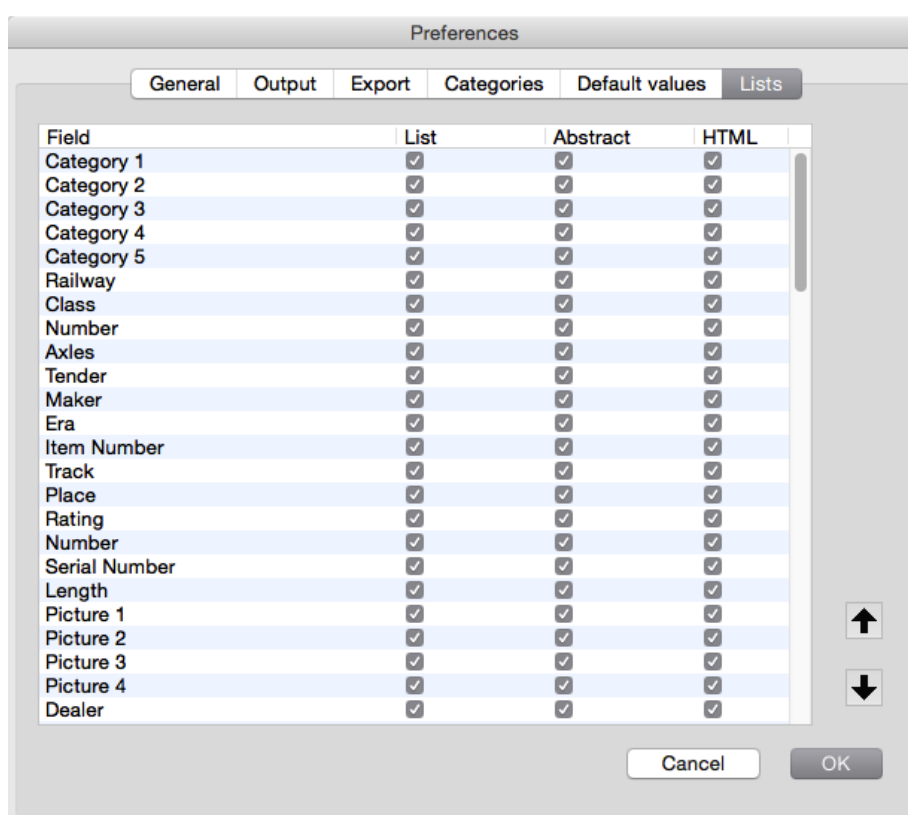 Preferences
General Output Export Categories Default values Lists
Field List Abstract HTML
Category 1
Category 2
Category 3
Category 4
Category 5
Railway
Class
Number
Axles
Tender
Maker
Era
Item Number
Track
Place
Rating
Number
Serial Number
Length
Picture 1
Picture 2
Picture 3
Picture 4
Dealer
Cancel OK